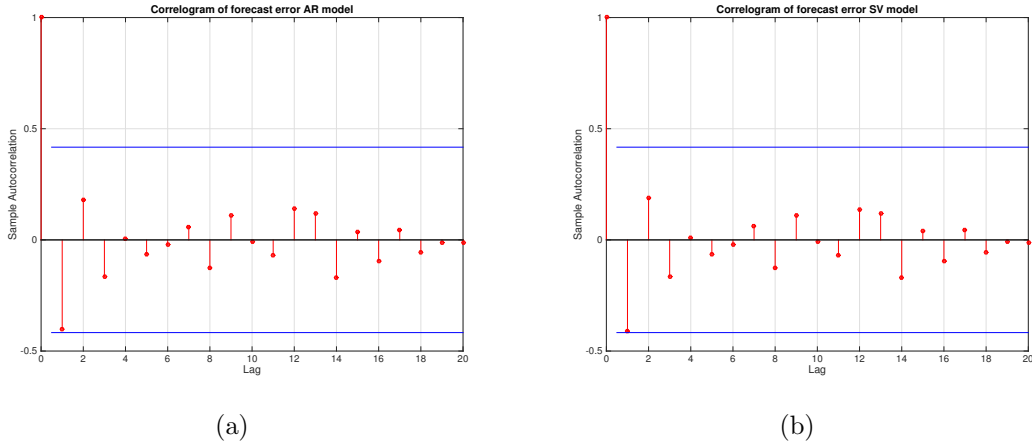 Correlogram of forecast error AR model
1
0.5
0
-0.5
Sample Autocorrelation
0 2 4 6 8 10 12 14 16 18 20
Lag
(a)
Correlogram of forecast error SV model
1
0.5
0
-0.5
Sample Autocorrelation
0 2 4 6 8 10 12 14 16 18 20
Lag
(b)